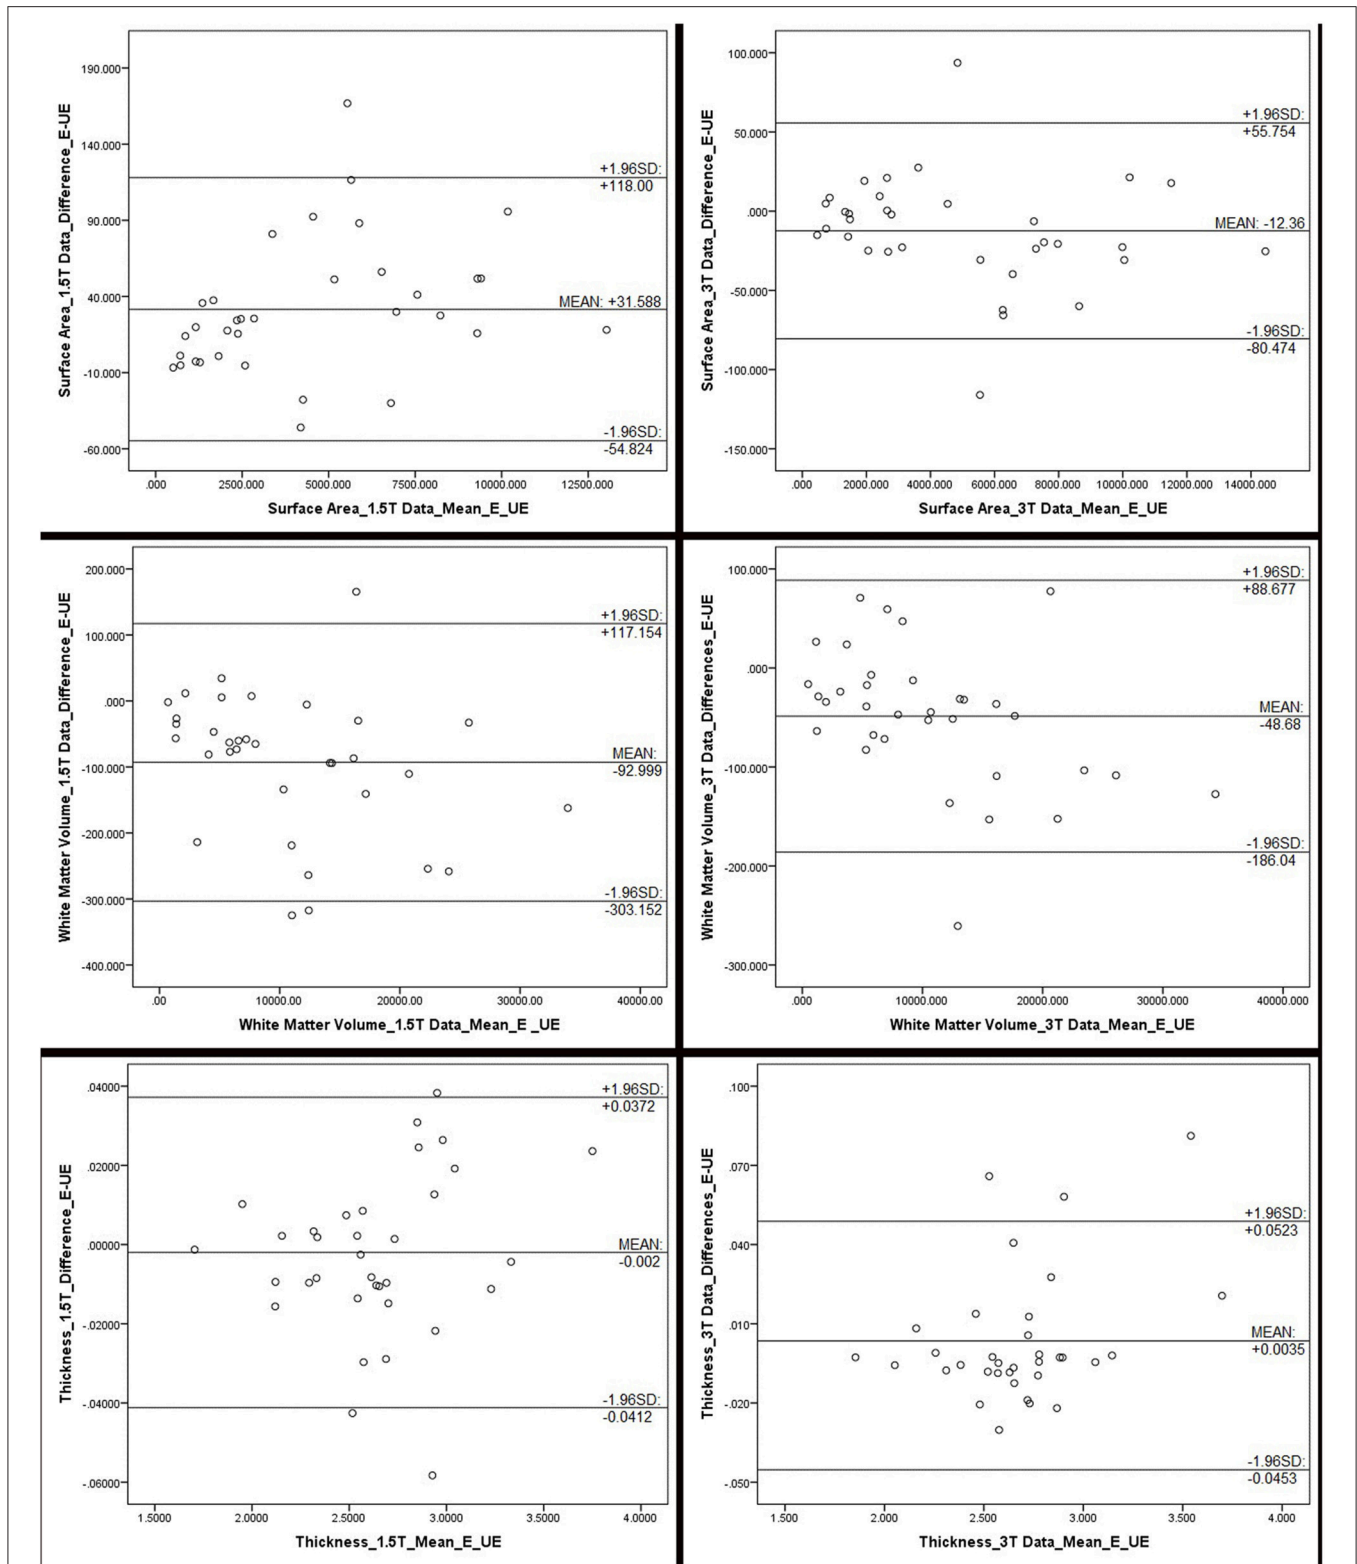 Surface Area_1.5T Data_Difference_E-UE
190.000
140.000
90.000
40.000
-10.000
-60.000
+1.96SD:
+118.00
MEAN: +31.588
-1.96SD:
-54.824
.000
2500.000
5000.000
7500.000
10000.000
12500.000
Surface Area_1.5T Data_Mean_E_UE
Surface Area_3T Data_Difference_E-UE
100.000
50.000
.000
-50.000
-100.000
-150.000
+1.96SD:
+55.754
MEAN: -12.36
-1.96SD:
-80.474
.000
2000.000
4000.000
6000.000
8000.000
10000.000
12000.000
14000.000
Surface Area_3T Data_Mean_E_UE
White Matter Volume_1.5T Data_Difference_E-UE
200.000
100.000
.000
-100.000
-200.000
-300.000
-400.000
+1.96SD:
+117.154
MEAN:
-92.999
-1.96SD:
-303.152
.00
10000.00
20000.00
30000.00
40000.00
White Matter Volume_1.5T Data_Mean_E _UE
White Matter Volume_3T Data_Differences_E-UE
100.000
.000
-100.000
-200.000
-300.000
+1.96SD:
+88.677
MEAN:
-48.68
-1.96SD:
-186.04
.000
10000.000
20000.000
30000.000
40000.000
White Matter Volume_3T Data_Mean_E_UE
Thickness_1.5T_Difference_E-UE
.04000
.02000
.00000
-.02000
-.04000
-.06000
+1.96SD:
+0.0372
MEAN:
-0.002
-1.96SD:
-0.0412
1.5000
2.0000
2.5000
3.0000
3.5000
4.0000
Thickness_1.5T_Mean_E_UE
Thickness_3T Data_Differences_E-UE
.100
.070
.040
.010
-.020
-.050
+1.96SD:
+0.0523
MEAN:
+0.0035
-1.96SD:
-0.0453
1.500
2.000
2.500
3.000
3.500
4.000
Thickness_3T Data_Mean_E_UE